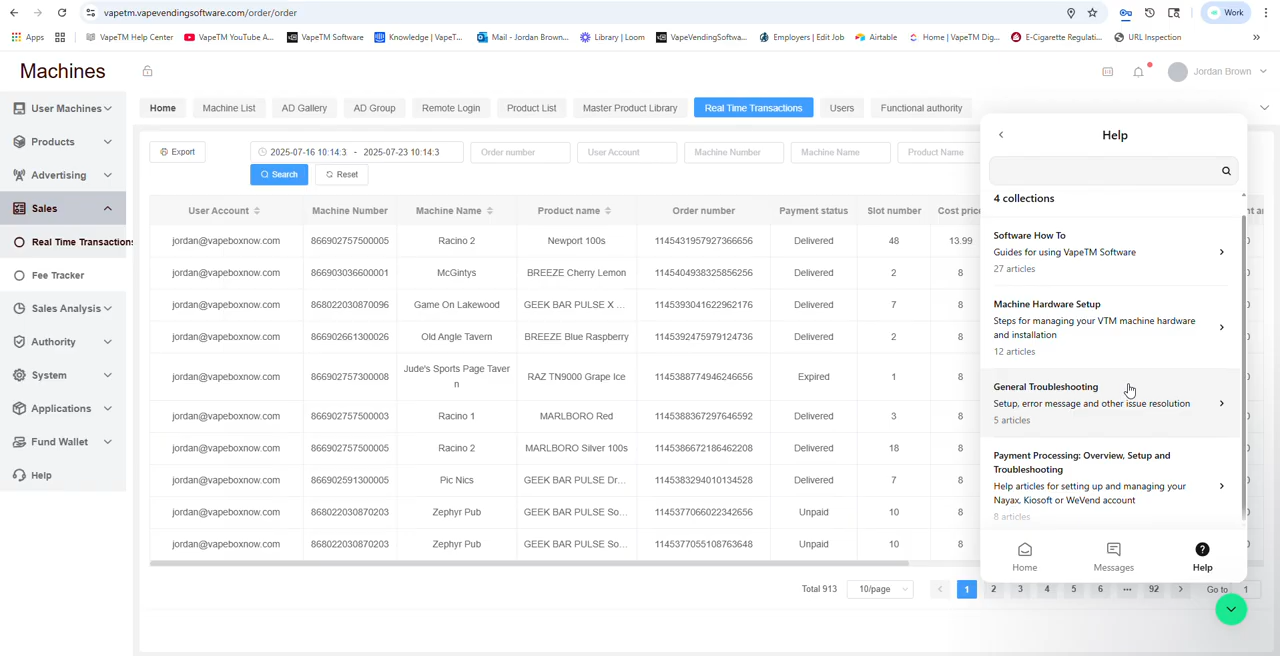 vapetm.vapevendingsoftware.com/order/order
Work
Apps
VapeTM Help Center
VapeTM YouTube A...
VapeTM Software
Knowledge | VapeT...
Mail - Jordan Brown...
Library | Loom
VapeVendingSoftwa...
Employers | Edit Job
Airtable
Home | VapeTM Dig...
E-Cigarette Regulati...
URL Inspection
Machines
Jordan Brown
User Machines
Products
Advertising
Sales
Real Time Transactions
Fee Tracker
Sales Analysis
Authority
System
Applications
Fund Wallet
Help
Home
Machine List
AD Gallery
AD Group
Remote Login
Product List
Master Product Library
Real Time Transactions
Users
Functional authority
Export
2025-07-16 10:14:3 - 2025-07-23 10:14:3
Order number
User Account
Machine Number
Machine Name
Product Name
Search
Reset
User Account Machine Number Machine Name Product name Order number Payment status Slot number Cost price
jordan@vapeboxnow.com 866902757500005 Racino 2 Newport 100s 1145431957927366656 Delivered 48 13.99
jordan@vapeboxnow.com 866903036600001 McGintys BREEZE Cherry Lemon 1145404938325856256 Delivered 2 8
jordan@vapeboxnow.com 868022030870096 Game On Lakewood GEEK BAR PULSE X ... 1145393041622962176 Delivered 7 8
jordan@vapeboxnow.com 866902661300026 Old Angle Tavern BREEZE Blue Raspberry 1145392475979124736 Delivered 2 8
jordan@vapeboxnow.com 866902757300008 Jude's Sports Page Taver
n RAZ TN9000 Grape Ice 1145388774946246656 Expired 1 8
jordan@vapeboxnow.com 866902757500003 Racino 1 MARLBORO Red 1145388367297646592 Delivered 3 8
jordan@vapeboxnow.com 866902757500005 Racino 2 MARLBORO Silver 100s 1145386672186462208 Delivered 18 8
jordan@vapeboxnow.com 866902591300005 Pic Nics GEEK BAR PULSE Dr... 1145383294010134528 Delivered 7 8
jordan@vapeboxnow.com 868022030870203 Zephyr Pub GEEK BAR PULSE So... 1145377066022342656 Unpaid 10 8
jordan@vapeboxnow.com 868022030870203 Zephyr Pub GEEK BAR PULSE So... 1145377055108763648 Unpaid 10 8
Total 913 10/page 1 2 3 4 5 6 ... 92 Go to 1
Help
4 collections
Software How To
Guides for using VapeTM Software
27 articles
Machine Hardware Setup
Steps for managing your VTM machine hardware
and installation
12 articles
General Troubleshooting
Setup, error message and other issue resolution
5 articles
Payment Processing: Overview, Setup and
Troubleshooting
Help articles for setting up and managing your
Nayax, Kiosoft or WeVend account
8 articles
Home
Messages
Help